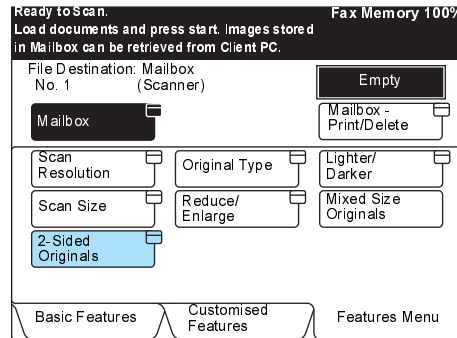 Ready to Scan.
Fax Memory 100%
Load documents and press start. Images stored
in Mailbox can be retrieved from Client PC.
File Destination: Mailbox
No. 1 (Scanner)
Empty
Mailbox
Mailbox -
Print/Delete
Scan
Resolution
Original Type
Lighter/
Darker
Scan Size
Reduce/
Enlarge
Mixed Size
Originals
2-Sided
Originals
Basic Features
Customised
Features
Features Menu